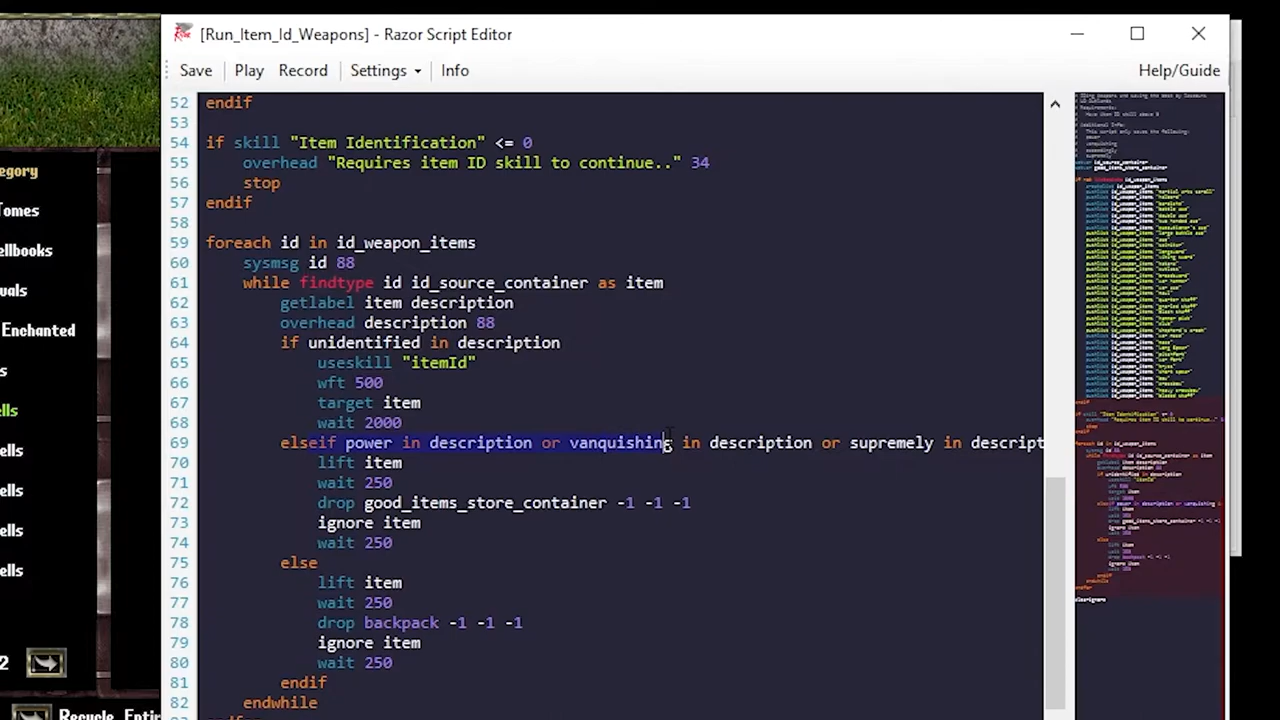 [Run_Item_Id_Weapons] - Razor Script Editor
Save Play Record Settings Info Help/Guide
52 endif
53
54 if skill "Item Identification" <= 0
55 overhead "Requires item ID skill to continue.." 34
56 stop
57 endif
58
59 foreach id in id_weapon_items
60 sysmsg id 88
61 while findtype id id_source_container as item
62 getlabel item description
63 overhead description 88
64 if unidentified in description
65 useskill "itemId"
66 wft 500
67 target item
68 wait 2000
69 elseif power in description or vanquishing in description or supremely in descript
70 lift item
71 wait 250
72 drop good_items_store_container -1 -1 -1
73 ignore item
74 wait 250
75 else
76 lift item
77 wait 250
78 drop backpack -1 -1 -1
79 ignore item
80 wait 250
81 endif
82 endwhile
egory
Tomes
ellbooks
uals
Enchanted
s
ells
ells
ells
ells
ells
2
Recycle Entir